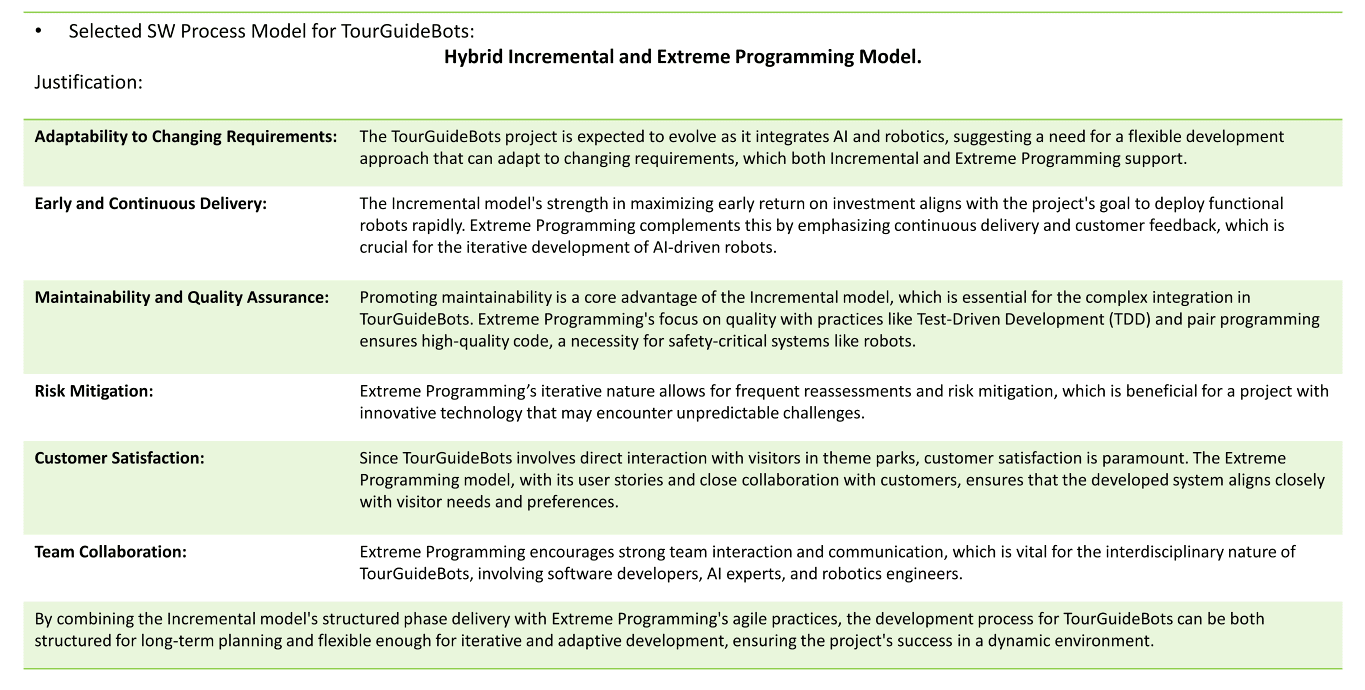 • Selected SW Process Model for TourGuideBots:
Hybrid Incremental and Extreme Programming Model.
Justification:
Adaptability to Changing Requirements: The TourGuideBots project is expected to evolve as it integrates AI and robotics, suggesting a need for a flexible development
approach that can adapt to changing requirements, which both Incremental and Extreme Programming support.
Early and Continuous Delivery: The Incremental model's strength in maximizing early return on investment aligns with the project's goal to deploy functional
robots rapidly. Extreme Programming complements this by emphasizing continuous delivery and customer feedback, which is
crucial for the iterative development of AI-driven robots.
Maintainability and Quality Assurance: Promoting maintainability is a core advantage of the Incremental model, which is essential for the complex integration in
TourGuideBots. Extreme Programming's focus on quality with practices like Test-Driven Development (TDD) and pair programming
ensures high-quality code, a necessity for safety-critical systems like robots.
Risk Mitigation: Extreme Programming’s iterative nature allows for frequent reassessments and risk mitigation, which is beneficial for a project with
innovative technology that may encounter unpredictable challenges.
Customer Satisfaction: Since TourGuideBots involves direct interaction with visitors in theme parks, customer satisfaction is paramount. The Extreme
Programming model, with its user stories and close collaboration with customers, ensures that the developed system aligns closely
with visitor needs and preferences.
Team Collaboration: Extreme Programming encourages strong team interaction and communication, which is vital for the interdisciplinary nature of
TourGuideBots, involving software developers, AI experts, and robotics engineers.
By combining the Incremental model's structured phase delivery with Extreme Programming's agile practices, the development process for TourGuideBots can be both
structured for long-term planning and flexible enough for iterative and adaptive development, ensuring the project's success in a dynamic environment.